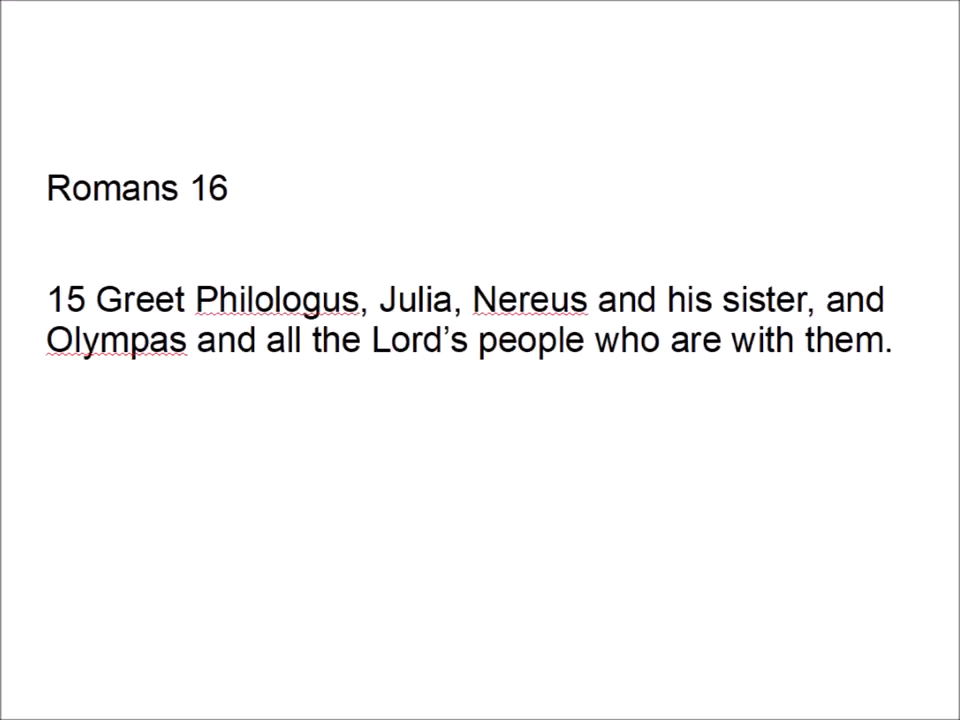 Romans 16
15 Greet Philologus, Julia, Nereus and his sister, and
Olympas and all the Lord’s people who are with them.